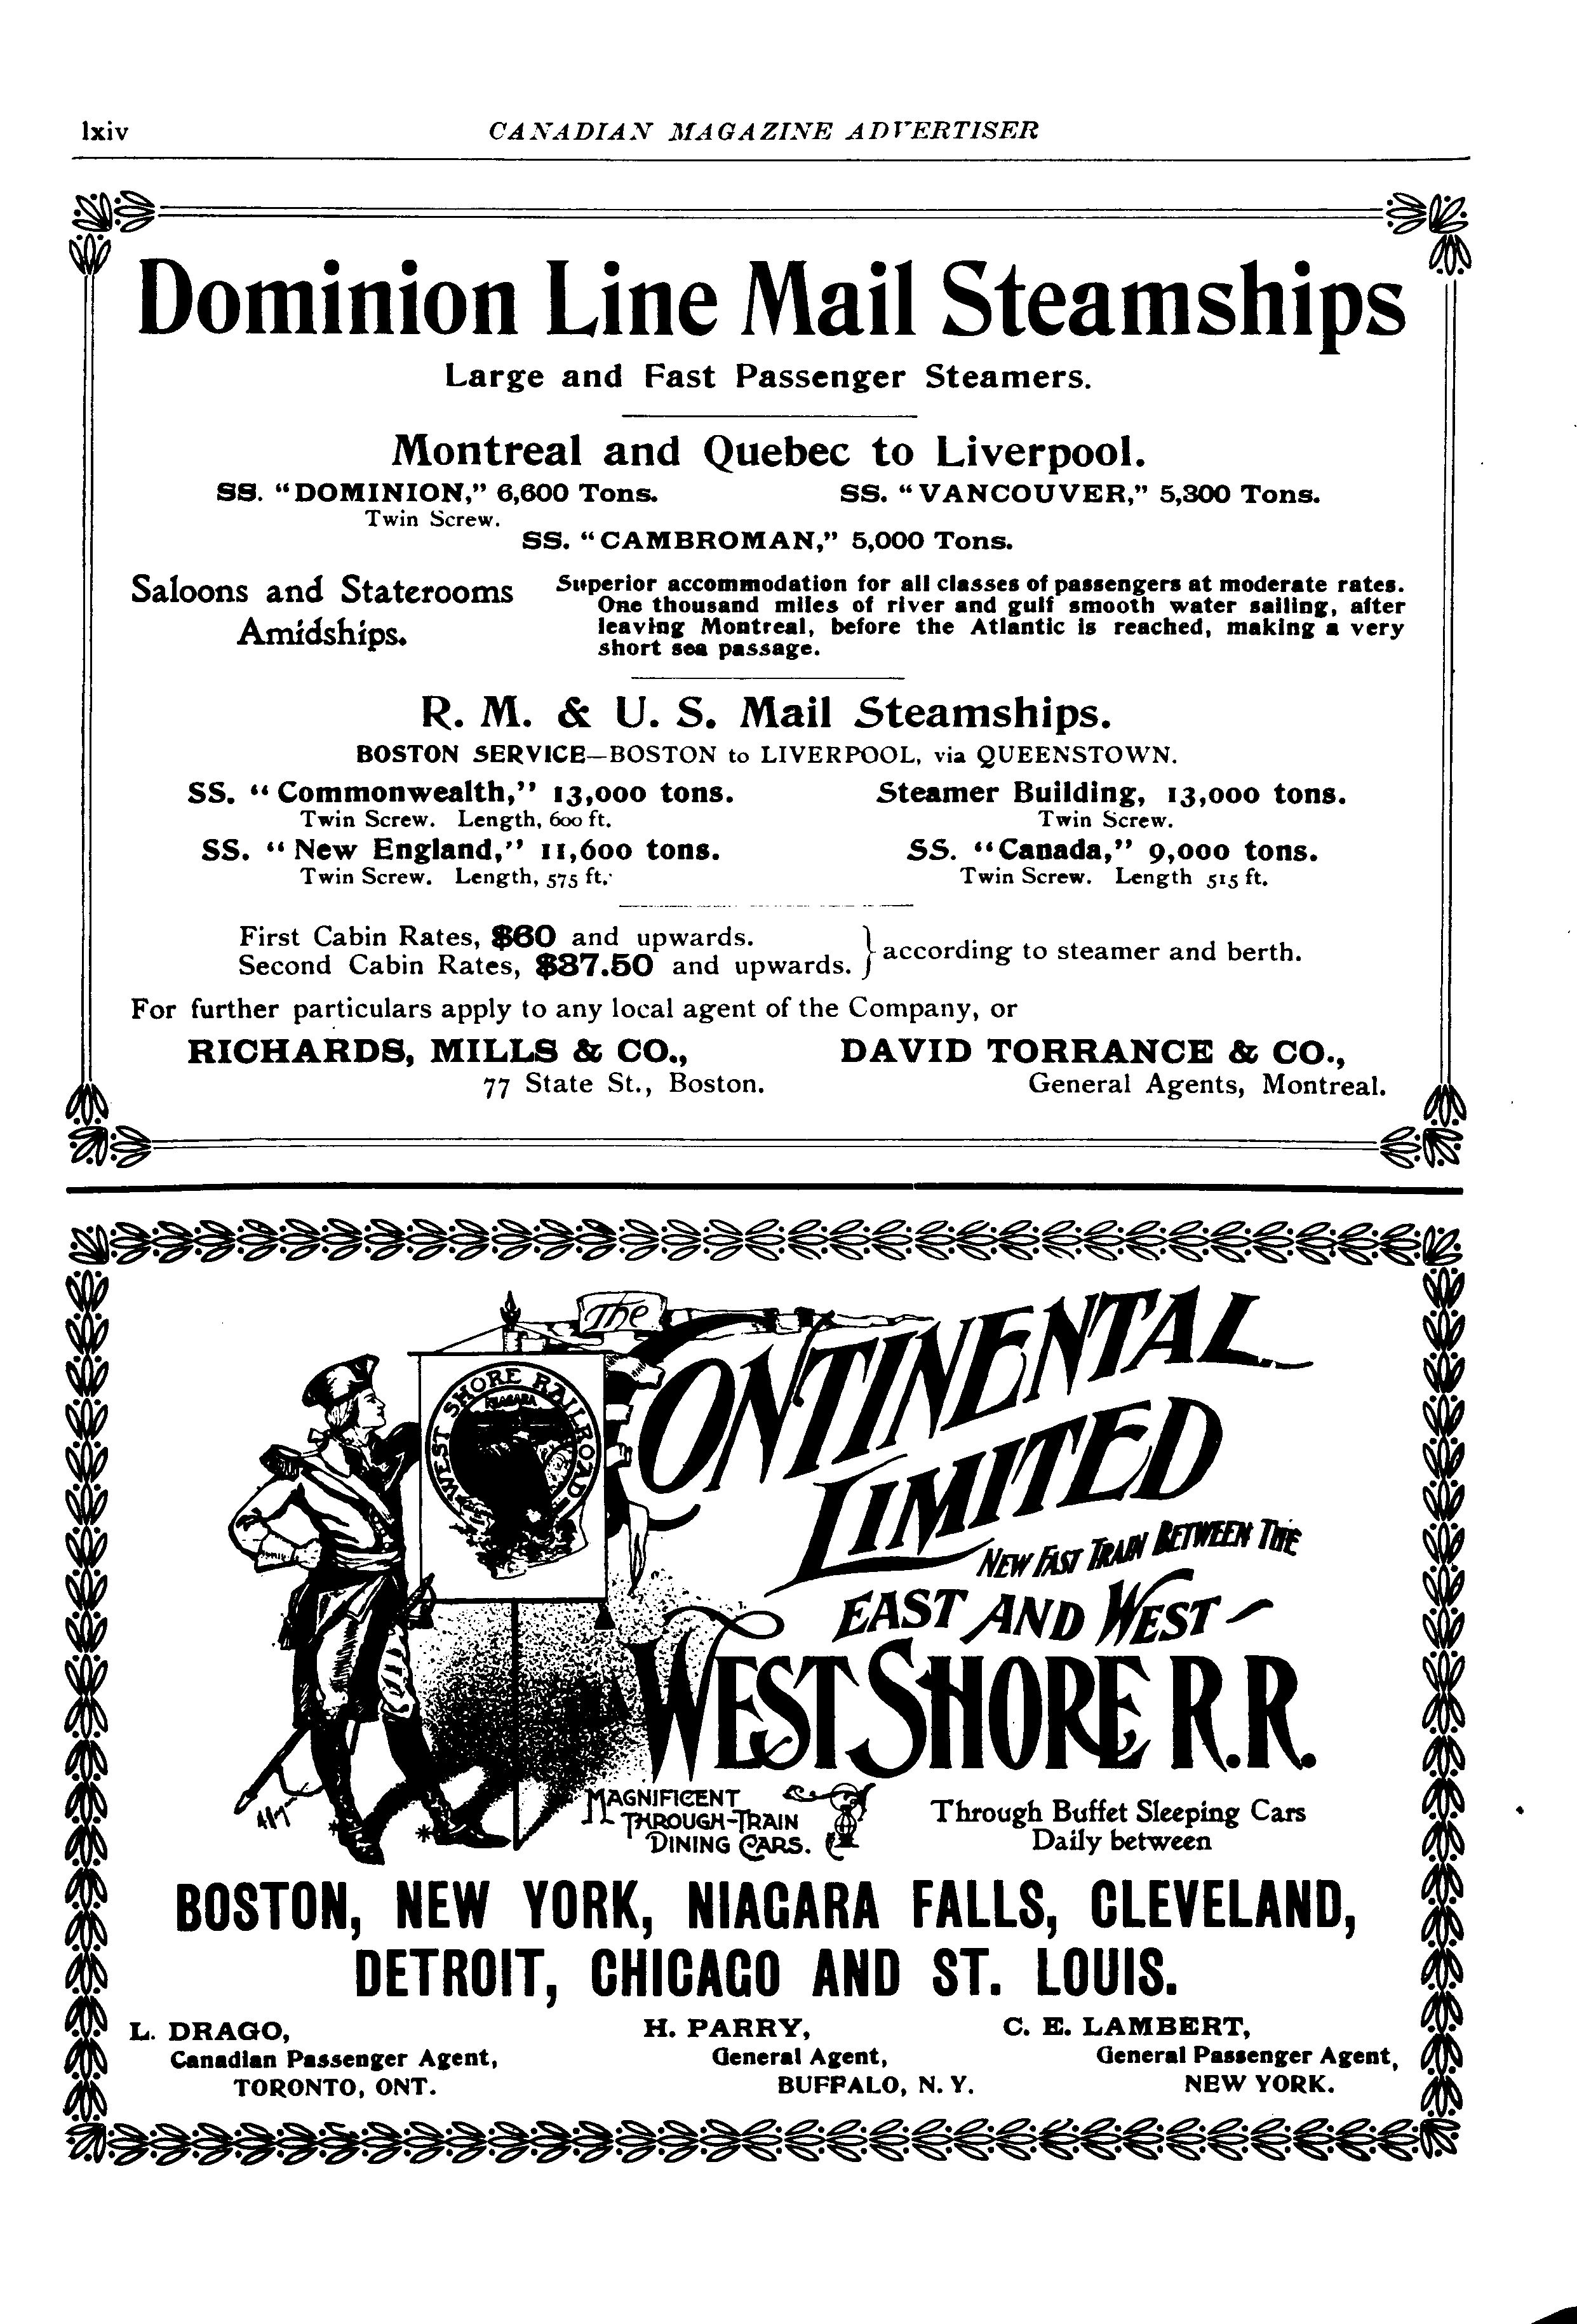 lxiv CANADIAN MAGAZINE ADVERTISER
Dominion Line Mail Steamships
Large and Fast Passenger Steamers.
Montreal and Quebec to Liverpool.
SS. "DOMINION," 6,600 Tons. SS. "VANCOUVER," 5,300 Tons.
Twin Screw.
SS. "CAMBROMAN," 5,000 Tons.
Saloons and Staterooms
Amidships.
Superior accommodation for all classes of passengers at moderate rates.
One thousand miles of river and gulf smooth water sailing, after
leaving Montreal, before the Atlantic is reached, making a very
short sea passage.
R. M. & U. S. Mail Steamships.
BOSTON SERVICE—BOSTON to LIVERPOOL, via QUEENSTOWN.
SS. "Commonwealth," 13,000 tons. Steamer Building, 13,000 tons.
Twin Screw. Length, 600 ft. Twin Screw.
SS. "New England," 11,600 tons. SS. "Canada," 9,000 tons.
Twin Screw. Length, 575 ft. Twin Screw. Length 515 ft.
First Cabin Rates, $60 and upwards.
Second Cabin Rates, $37.50 and upwards.
} according to steamer and berth.
For further particulars apply to any local agent of the Company, or
RICHARDS, MILLS & CO., DAVID TORRANCE & CO.,
77 State St., Boston. General Agents, Montreal.
The
CONTINENTAL
LIMITED
WEST SHORE RAILROAD
NIAGARA
NEW FAST TRAIN BETWEEN THE
EAST AND WEST
VIA WEST SHORE R.R.
MAGNIFICENT
THROUGH-TRAIN
DINING CARS.
Through Buffet Sleeping Cars
Daily between
BOSTON, NEW YORK, NIAGARA FALLS, CLEVELAND,
DETROIT, CHICAGO AND ST. LOUIS.
L. DRAGO, H. PARRY, C. E. LAMBERT,
Canadian Passenger Agent, General Agent, General Passenger Agent,
TORONTO, ONT. BUFFALO, N. Y. NEW YORK.